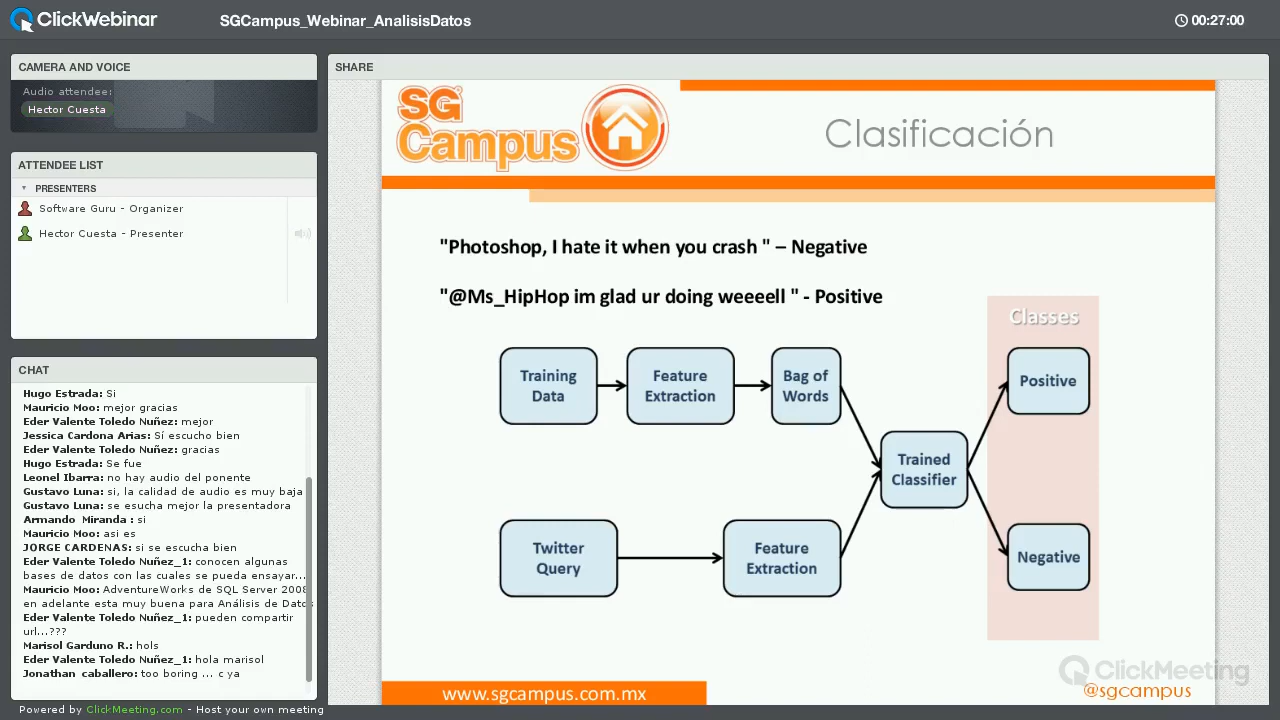 ClickWebinar
SGCampus_Webinar_AnalisisDatos
00:27:00
CAMERA AND VOICE
Audio attendee:
Hector Cuesta
ATTENDEE LIST
PRESENTERS
Software Guru - Organizer
Hector Cuesta - Presenter
CHAT
Hugo Estrada: Si
Mauricio Moo: mejor gracias
Eder Valente Toledo Nuñez: mejor
Jessica Cardona Arias: Sí escucho bien
Eder Valente Toledo Nuñez: gracias
Hugo Estrada: Se fue
Leonel Ibarra: no hay audio del ponente
Gustavo Luna: si, la calidad de audio es muy baja
Gustavo Luna: se escucha mejor la presentadora
Armando Miranda : si
Mauricio Moo: asi es
JORGE CARDENAS: si se escucha bien
Eder Valente Toledo Nuñez_1: conocen algunas
bases de datos con las cuales se pueda ensayar...
Mauricio Moo: AdventureWorks de SQL Server 2008
en adelante esta muy buena para Análisis de Datos
Eder Valente Toledo Nuñez_1: pueden compartir
url...???
Marisol Garduno R.: hols
Eder Valente Toledo Nuñez_1: hola marisol
Jonathan caballero: too boring ... c ya
Powered by ClickMeeting.com - Host your own meeting
SHARE
SG
Campus
Clasificación
"Photoshop, I hate it when you crash " – Negative
"@Ms_HipHop im glad ur doing weeeell " - Positive
Classes
Training
Data
Feature
Extraction
Bag of
Words
Positive
Trained
Classifier
Twitter
Query
Feature
Extraction
Negative
ClickMeeting
www.sgcampus.com.mx
@sgcampus